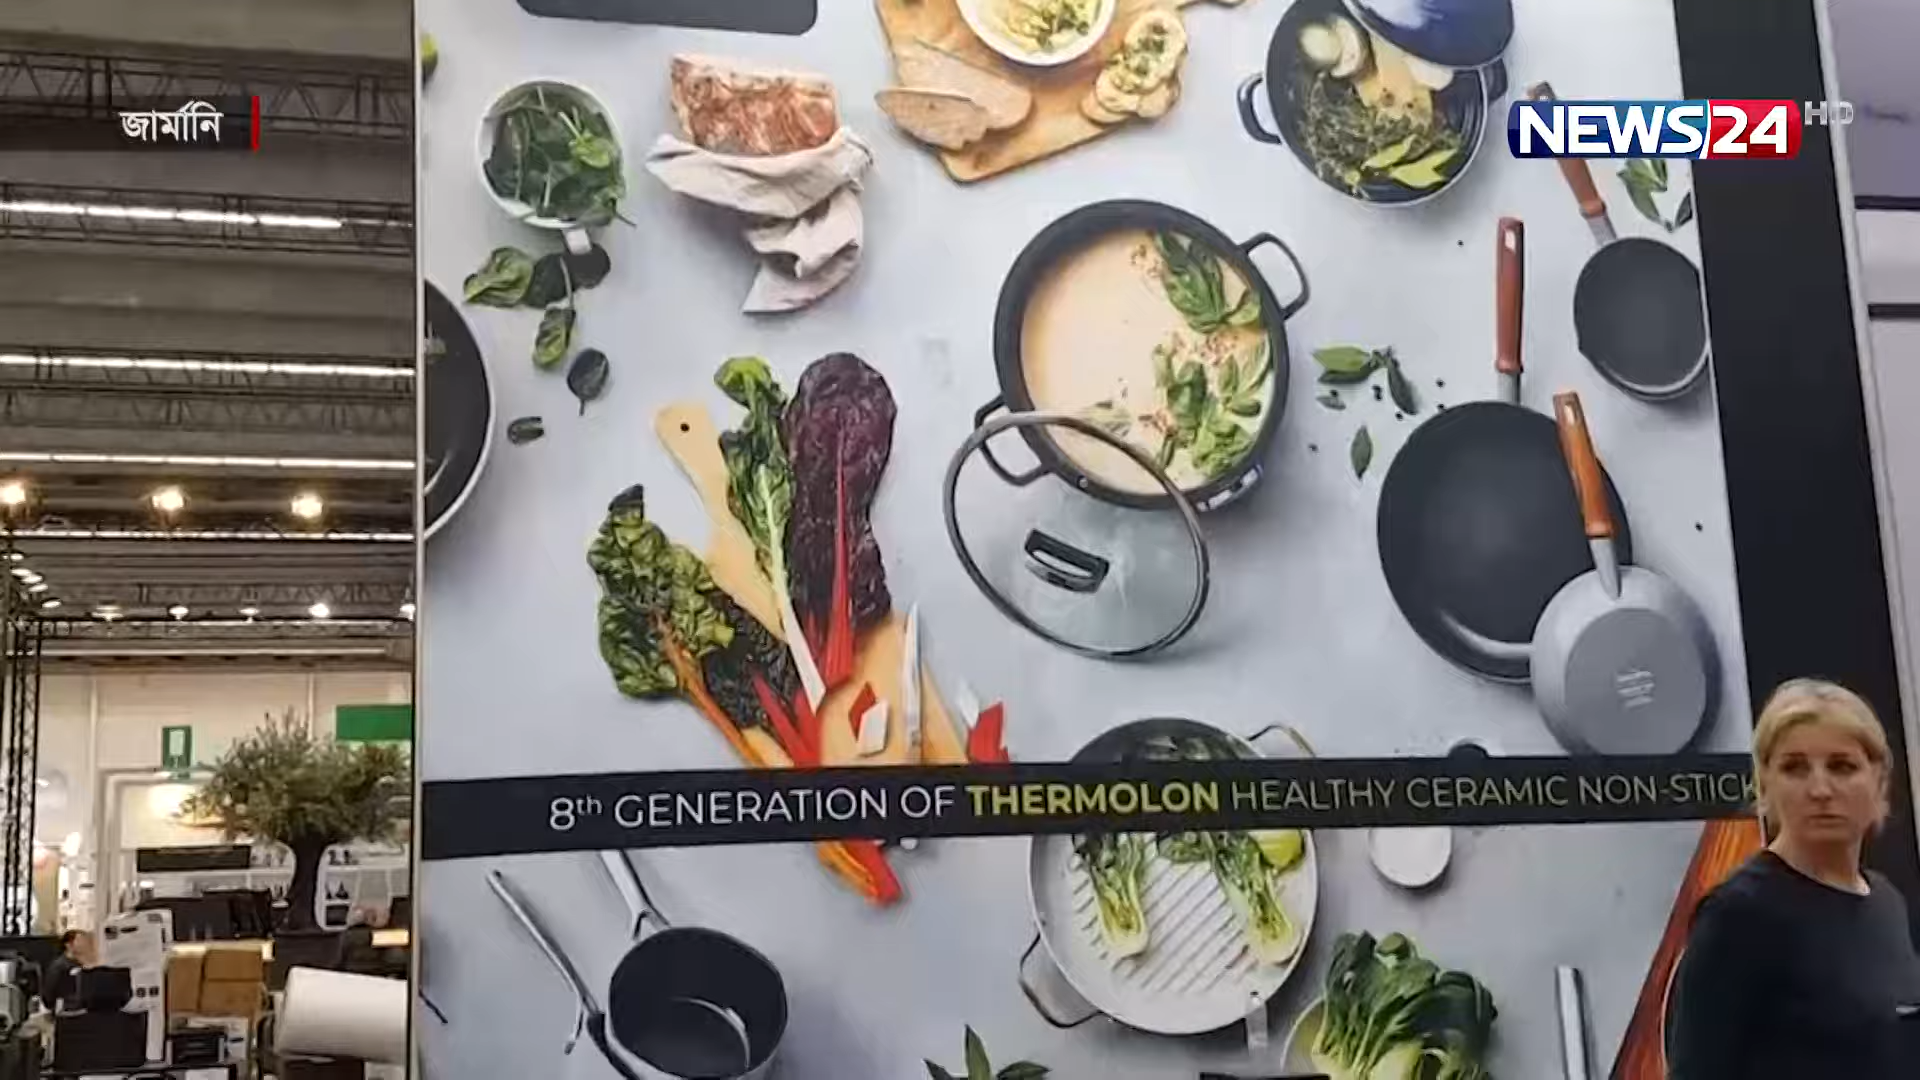 জার্মানি
NEWS24 HD
8th GENERATION OF THERMOLON HEALTHY CERAMIC NON-STICK